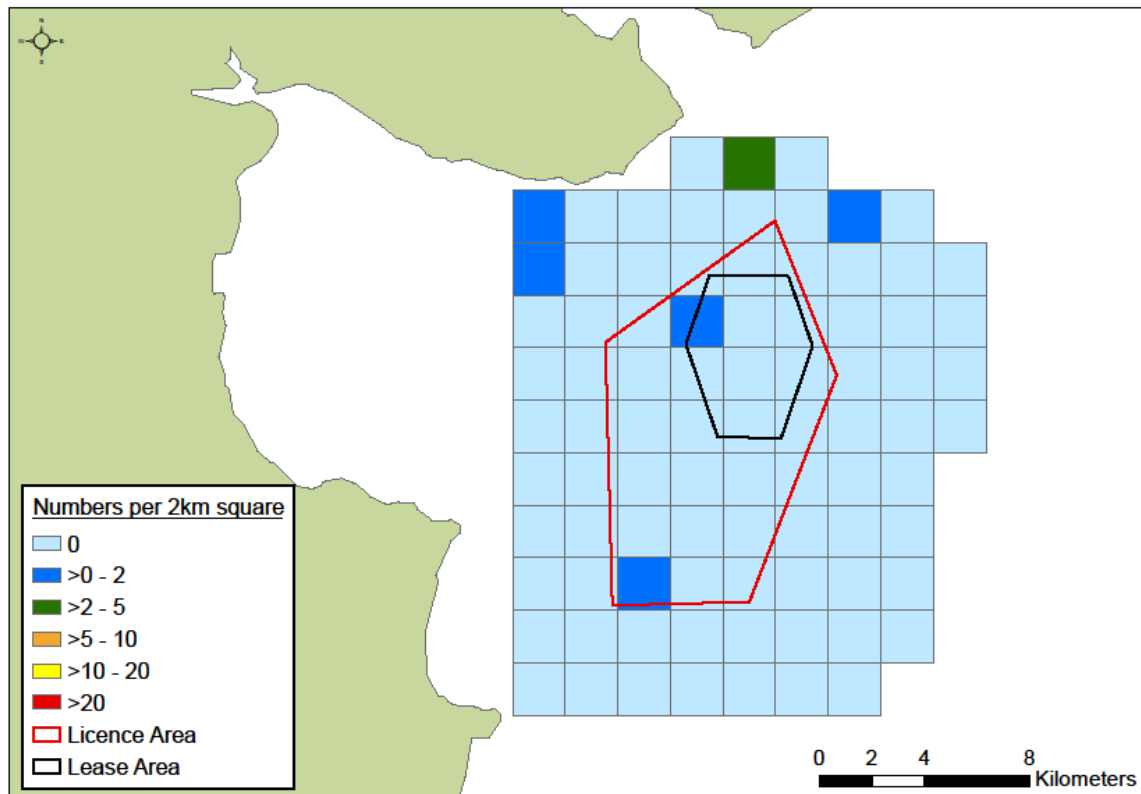 N
W
E
S
Numbers per 2km square
0
>0 - 2
>2 - 5
>5 - 10
>10 - 20
>20
Licence Area
Lease Area
0 2 4 8
Kilometers